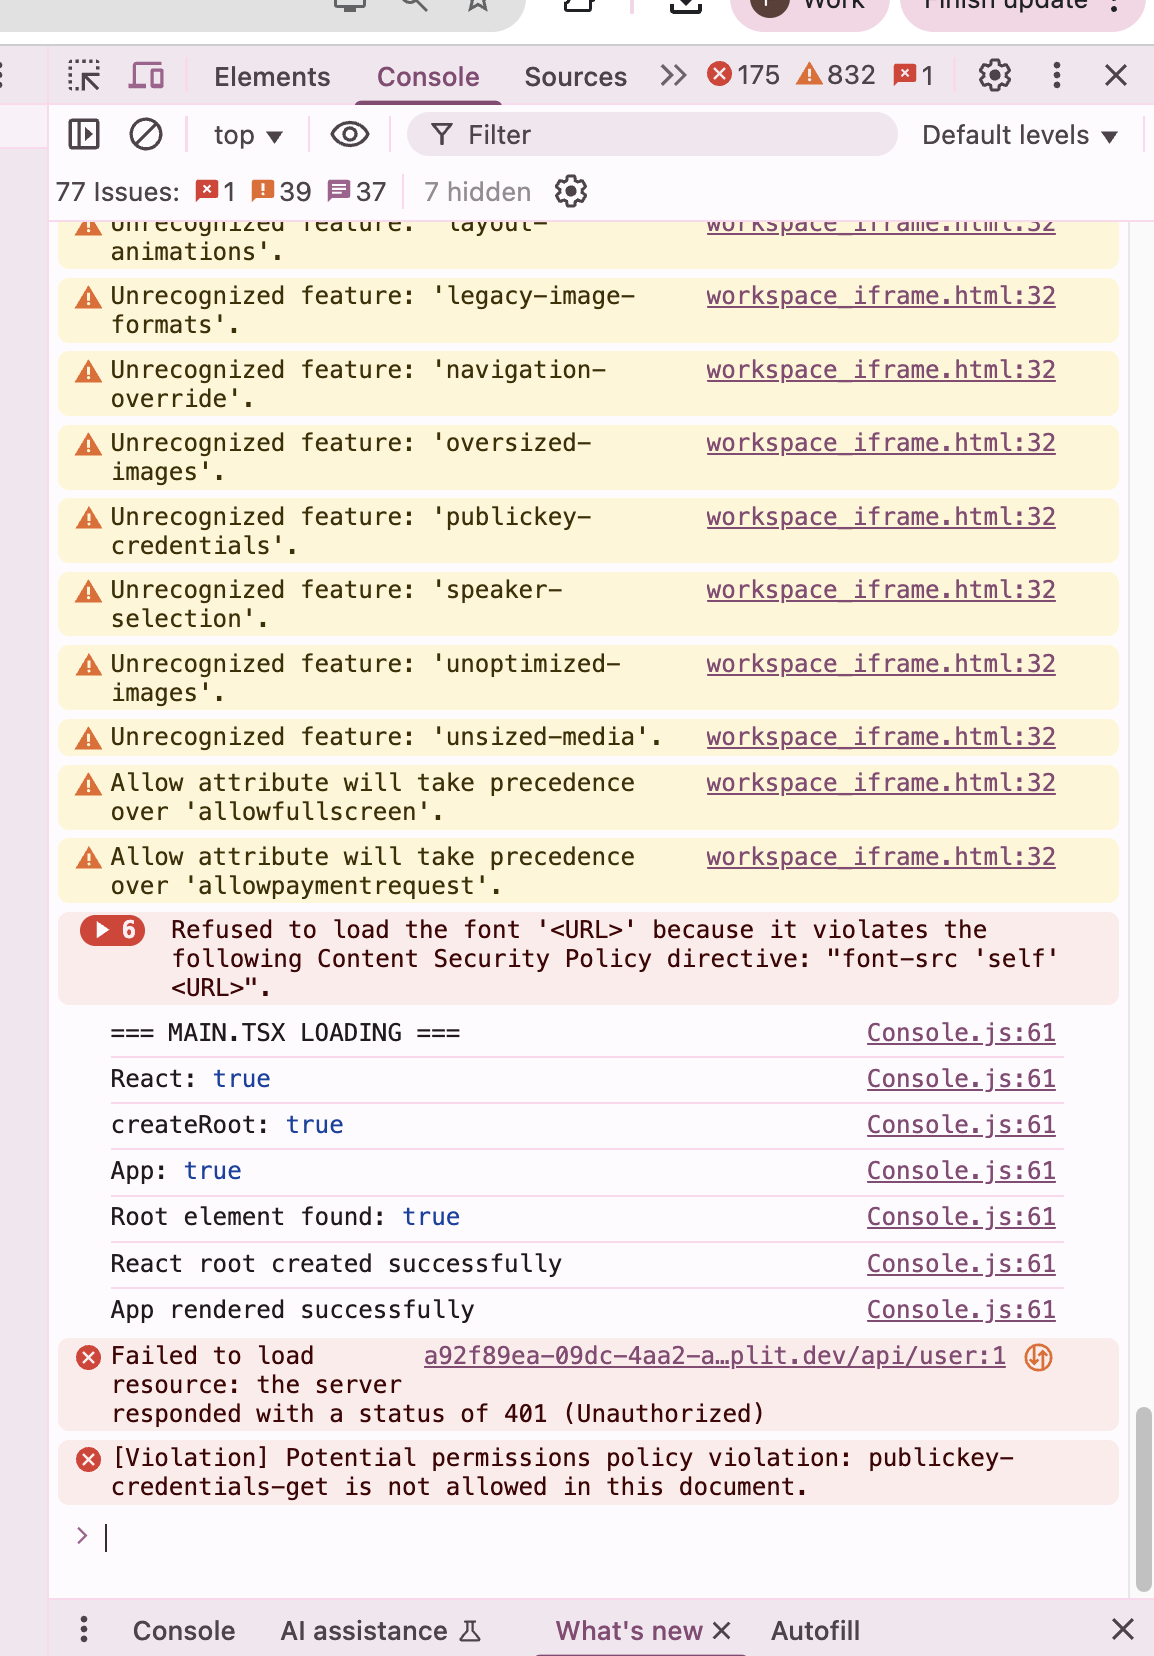 Work
Finish update
Elements Console Sources 175 832 1
top Filter Default levels
77 Issues: 1 39 37 7 hidden
Unrecognized feature: 'layout- workspace_iframe.html:32
animations'.
Unrecognized feature: 'legacy-image- workspace_iframe.html:32
formats'.
Unrecognized feature: 'navigation- workspace_iframe.html:32
override'.
Unrecognized feature: 'oversized- workspace_iframe.html:32
images'.
Unrecognized feature: 'publickey- workspace_iframe.html:32
credentials'.
Unrecognized feature: 'speaker- workspace_iframe.html:32
selection'.
Unrecognized feature: 'unoptimized- workspace_iframe.html:32
images'.
Unrecognized feature: 'unsized-media'. workspace_iframe.html:32
Allow attribute will take precedence workspace_iframe.html:32
over 'allowfullscreen'.
Allow attribute will take precedence workspace_iframe.html:32
over 'allowpaymentrequest'.
6 Refused to load the font '<URL>' because it violates the
following Content Security Policy directive: "font-src 'self'
<URL>".
=== MAIN.TSX LOADING === Console.js:61
React: true Console.js:61
createRoot: true Console.js:61
App: true Console.js:61
Root element found: true Console.js:61
React root created successfully Console.js:61
App rendered successfully Console.js:61
Failed to load a92f89ea-09dc-4aa2-a…plit.dev/api/user:1
resource: the server
responded with a status of 401 (Unauthorized)
[Violation] Potential permissions policy violation: publickey-
credentials-get is not allowed in this document.
>
Console AI assistance What's new Autofill